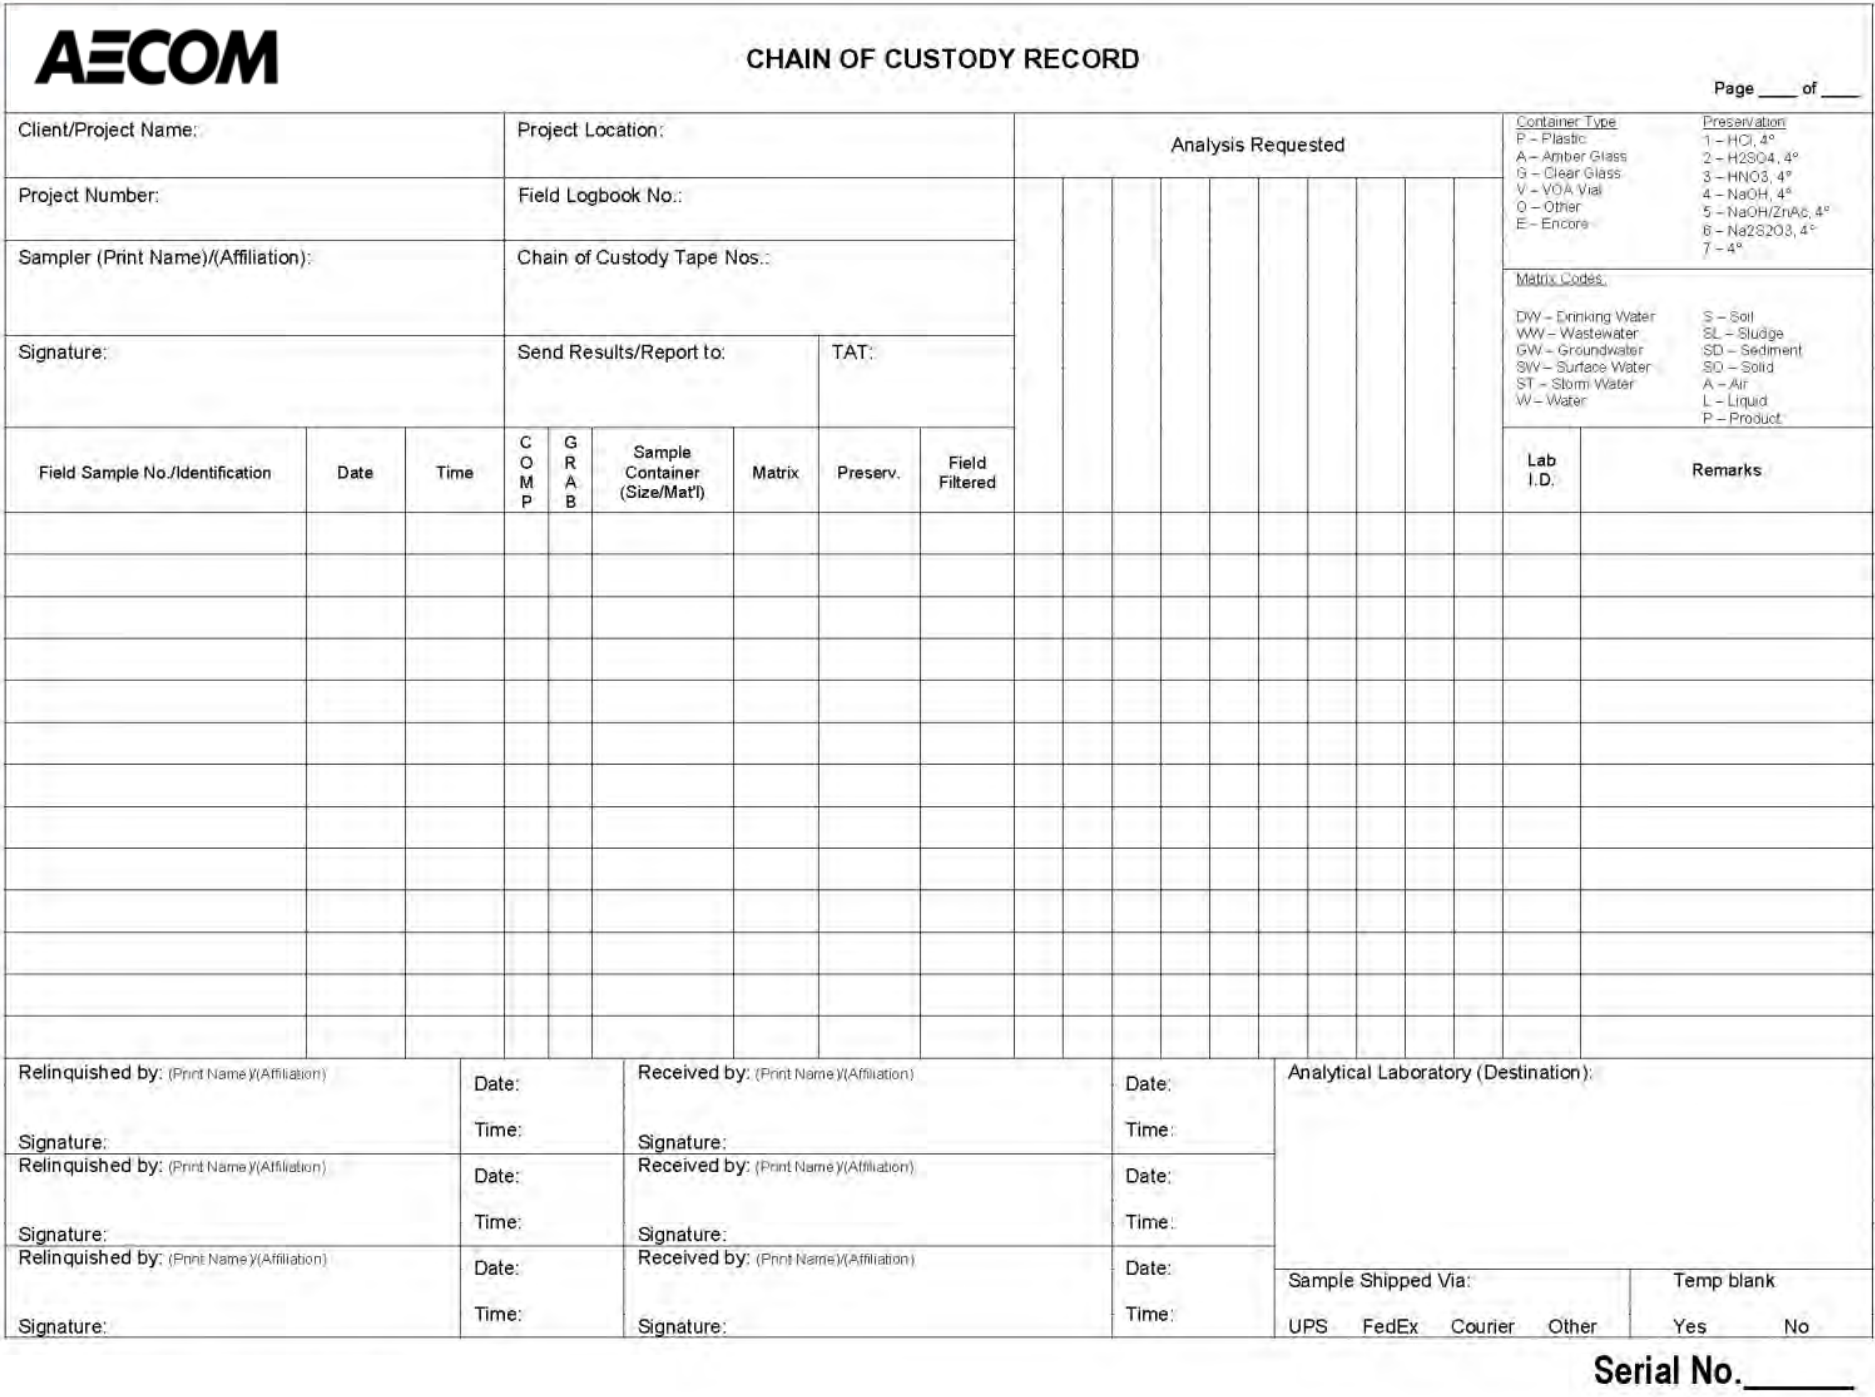 AECOM
CHAIN OF CUSTODY RECORD
Page ____ of ____
Client/Project Name:
Project Location:
Analysis Requested
Container Type
P – Plastic
A – Amber Glass
G – Clear Glass
V – VOA Vial
O – Other
E – Encore
Preservation
1 – HCl, 4°
2 – H2SO4, 4°
3 – HNO3, 4°
4 – NaOH, 4°
5 – NaOH/ZnAc, 4°
6 – Na2S2O3, 4°
7 – 4°
Project Number:
Field Logbook No.:
Sampler (Print Name)/(Affiliation):
Chain of Custody Tape Nos.:
Matrix Codes:
DW – Drinking Water
WW – Wastewater
GW – Groundwater
SW – Surface Water
ST – Storm Water
W – Water
S – Soil
SL – Sludge
SD – Sediment
SO – Solid
A – Air
L – Liquid
P – Product
Signature:
Send Results/Report to:
TAT:
Field Sample No./Identification
Date
Time
COMP
GRAB
Sample
Container
(Size/Mat'l)
Matrix
Preserv.
Field
Filtered
Lab
I.D.
Remarks
Relinquished by: (Print Name)/(Affiliation)
Signature:
Date:
Time:
Received by: (Print Name)/(Affiliation)
Signature:
Date:
Time:
Analytical Laboratory (Destination):
Relinquished by: (Print Name)/(Affiliation)
Signature:
Date:
Time:
Received by: (Print Name)/(Affiliation)
Signature:
Date:
Time:
Relinquished by: (Print Name)/(Affiliation)
Signature:
Date:
Time:
Received by: (Print Name)/(Affiliation)
Signature:
Date:
Time:
Sample Shipped Via:
UPS FedEx Courier Other
Temp blank
Yes No
Serial No.______